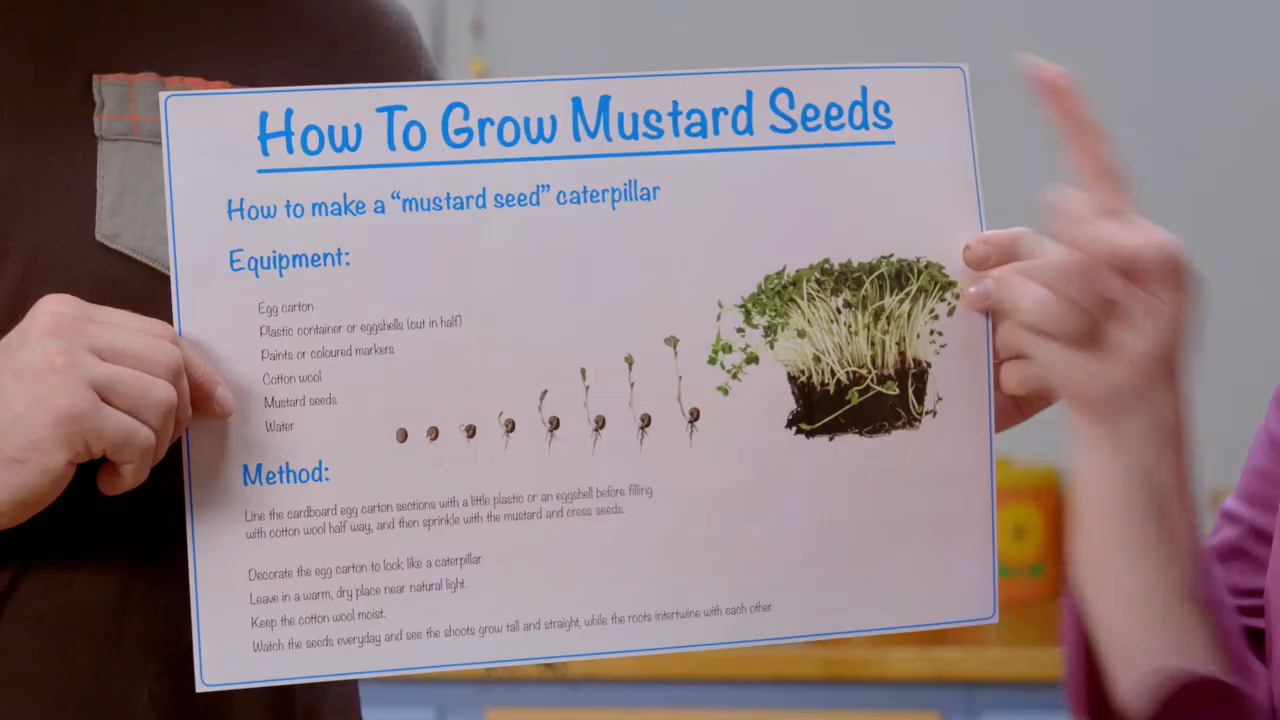 How To Grow Mustard Seeds
How to make a “mustard seed” caterpillar
Equipment:
Egg carton
Plastic container or eggshells (cut in half)
Paints or coloured markers
Cotton wool
Mustard seeds
Water
Method:
Line the cardboard egg carton sections with a little plastic or an eggshell before filling
with cotton wool half way, and then sprinkle with the mustard and cress seeds.
Decorate the egg carton to look like a caterpillar
Leave in a warm, dry place near natural light.
Keep the cotton wool moist.
Watch the seeds everyday and see the shoots grow tall and straight, while the roots intertwine with each other